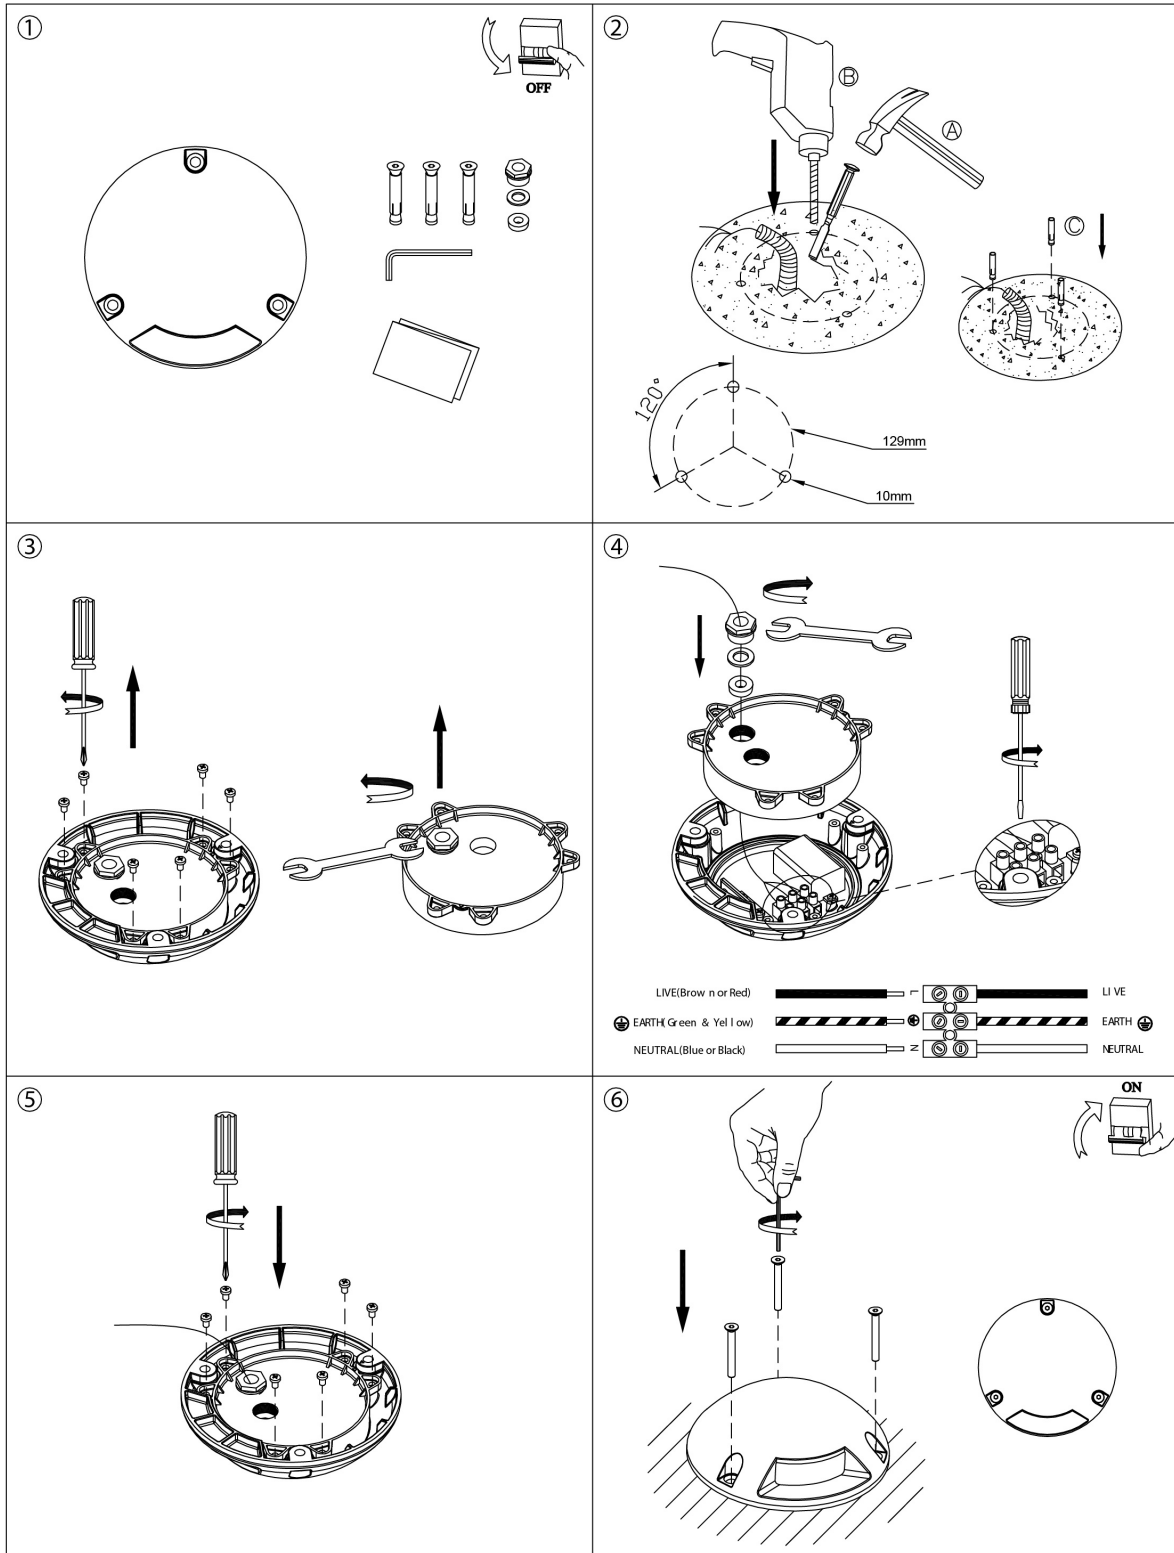 ①
OFF
②
B
A
C
120°
129mm
10mm
③
④
LIVE(Brow n or Red) L LI VE
EARTH( Green & Yel l ow) EARTH
NEUTRAL(Blue or Black) N NEUTRAL
⑤
⑥
ON